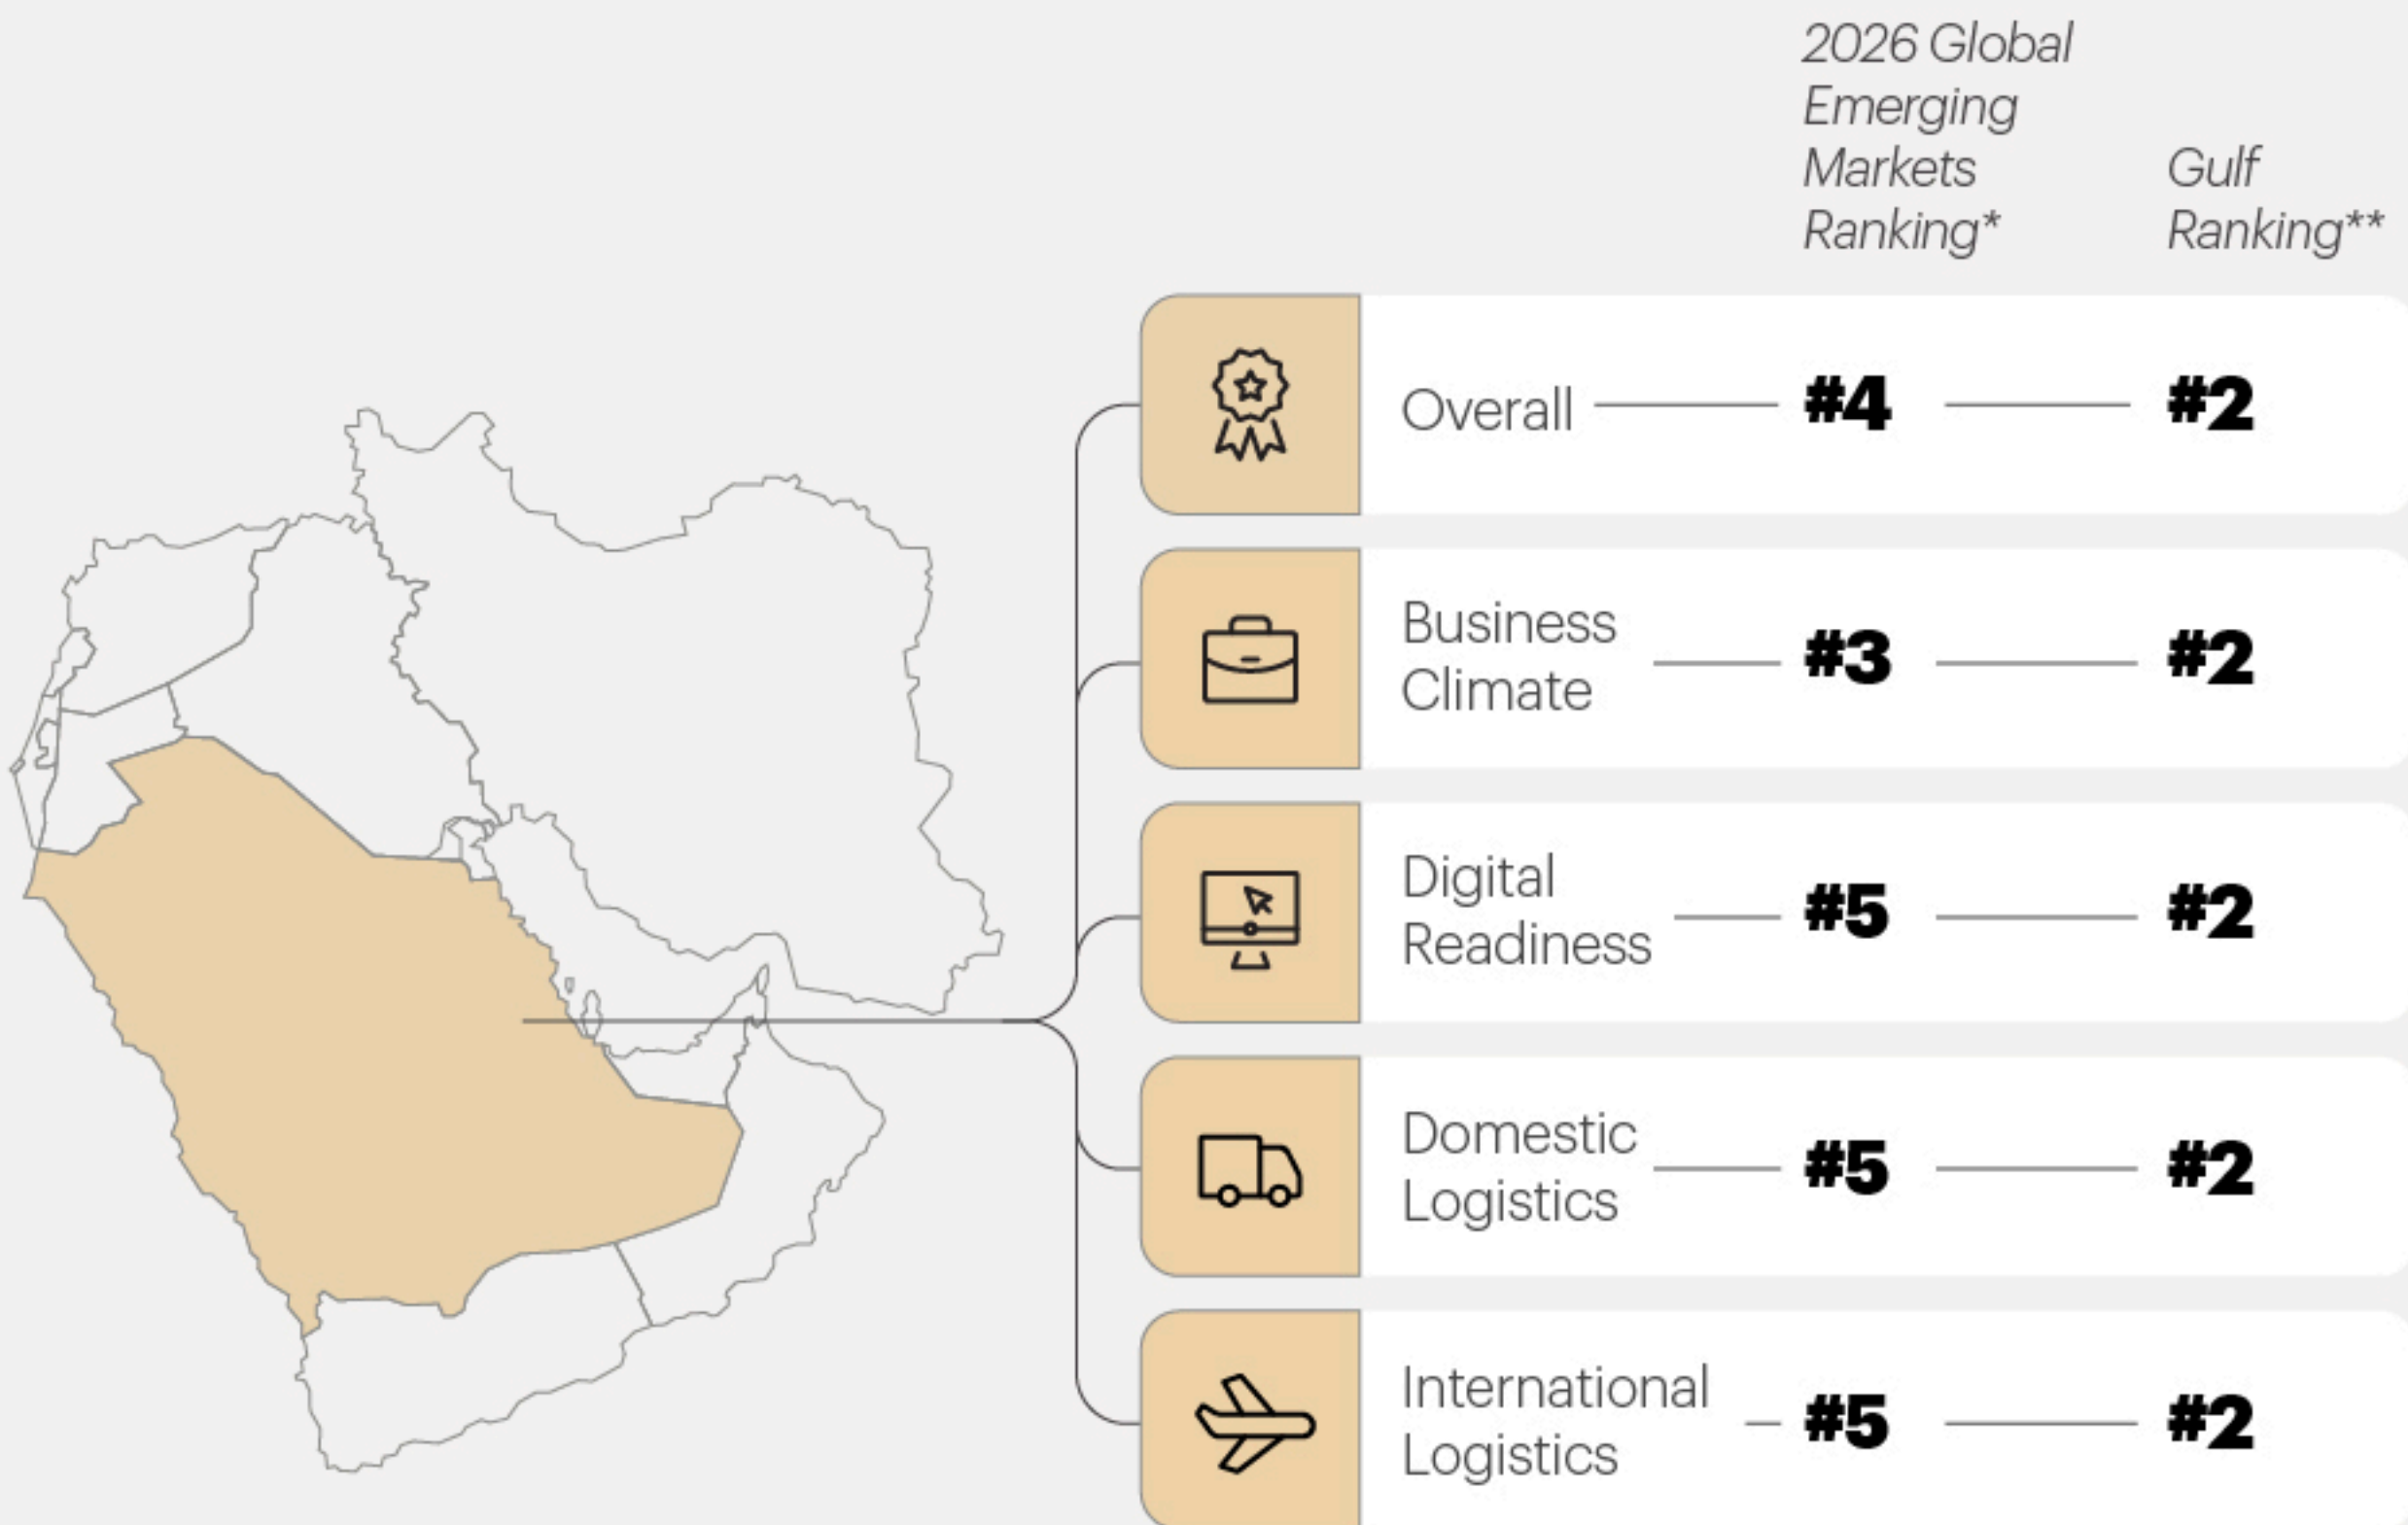 2026 Global
Emerging
Markets
Ranking*
Gulf
Ranking**
Overall #4 #2
Business
Climate
#3 #2
Digital
Readiness
#5 #2
Domestic
Logistics
#5 #2
International
Logistics
#5 #2